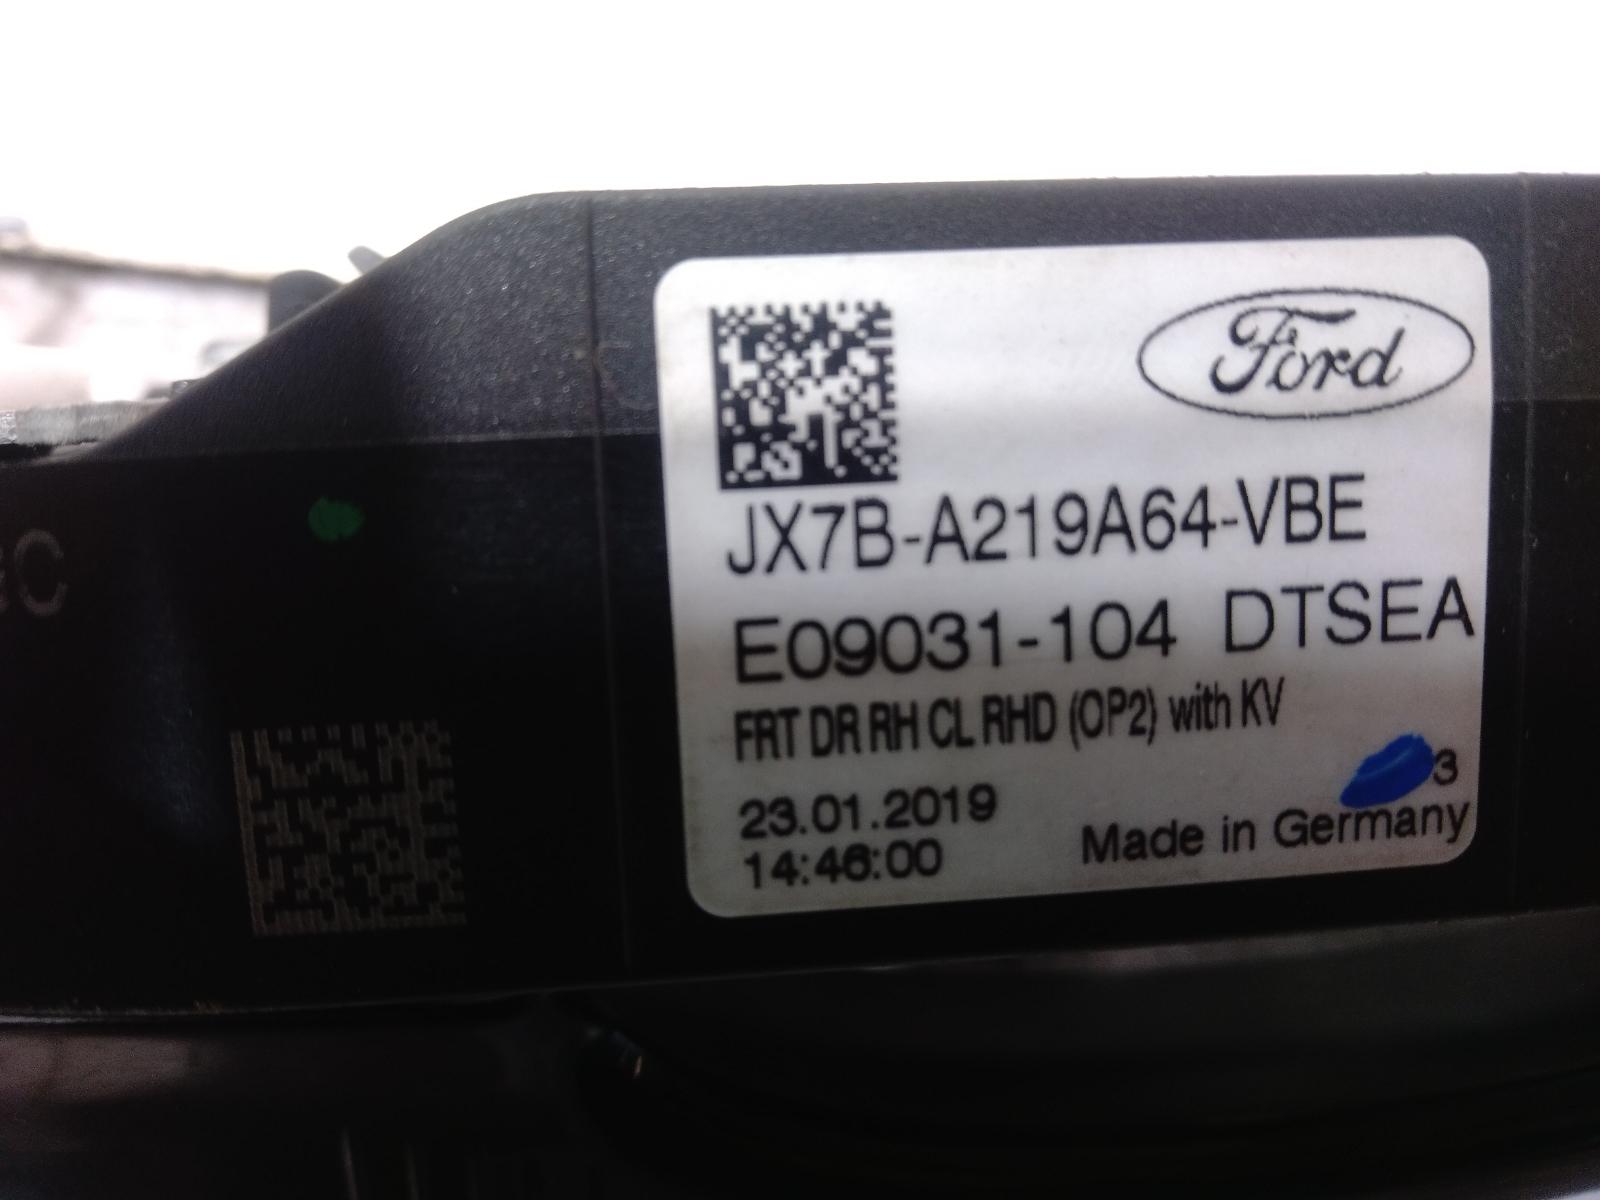 Ford
JX7B-A219A64-VBE
E09031-104 DTSEA
FRT DR RH CL RHD (OP2) with KV
3
23.01.2019
Made in Germany
14:46:00